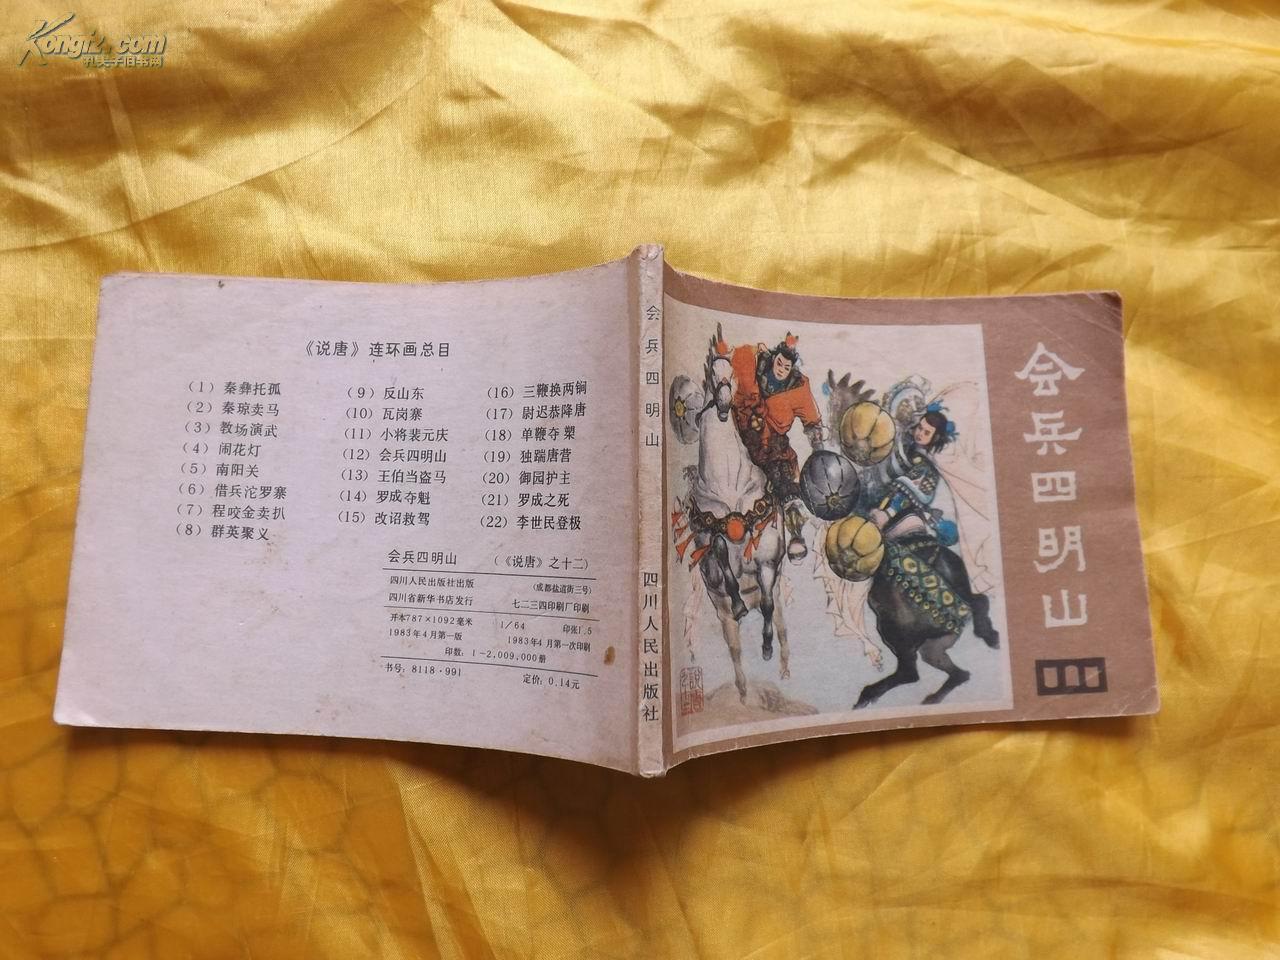 Kongfz.com
孔夫子旧书网
《说唐》连环画总目
(1) 秦彝托孤
(2) 秦琼卖马
(3) 教场演武
(4) 闹花灯
(5) 南阳关
(6) 借兵沱罗寨
(7) 程咬金卖扒
(8) 群英聚义
(9) 反山东
(10) 瓦岗寨
(11) 小将裴元庆
(12) 会兵四明山
(13) 王伯当盗马
(14) 罗成夺魁
(15) 改诏救驾
(16) 三鞭换两锏
(17) 尉迟恭降唐
(18) 单鞭夺槊
(19) 独踹唐营
(20) 御园护主
(21) 罗成之死
(22) 李世民登极
会兵四明山 (《说唐》之十二)
四川人民出版社出版 (成都盐道街三号)
四川省新华书店发行 七二三四印刷厂印刷
开本787×1092毫米 1/64 印张1.5
1983年4月第一版 1983年4月第一次印刷
印数：1－2,009,000册
书号：8118·991 定价：0.14元
会兵四明山
四川人民出版社
会兵四明山